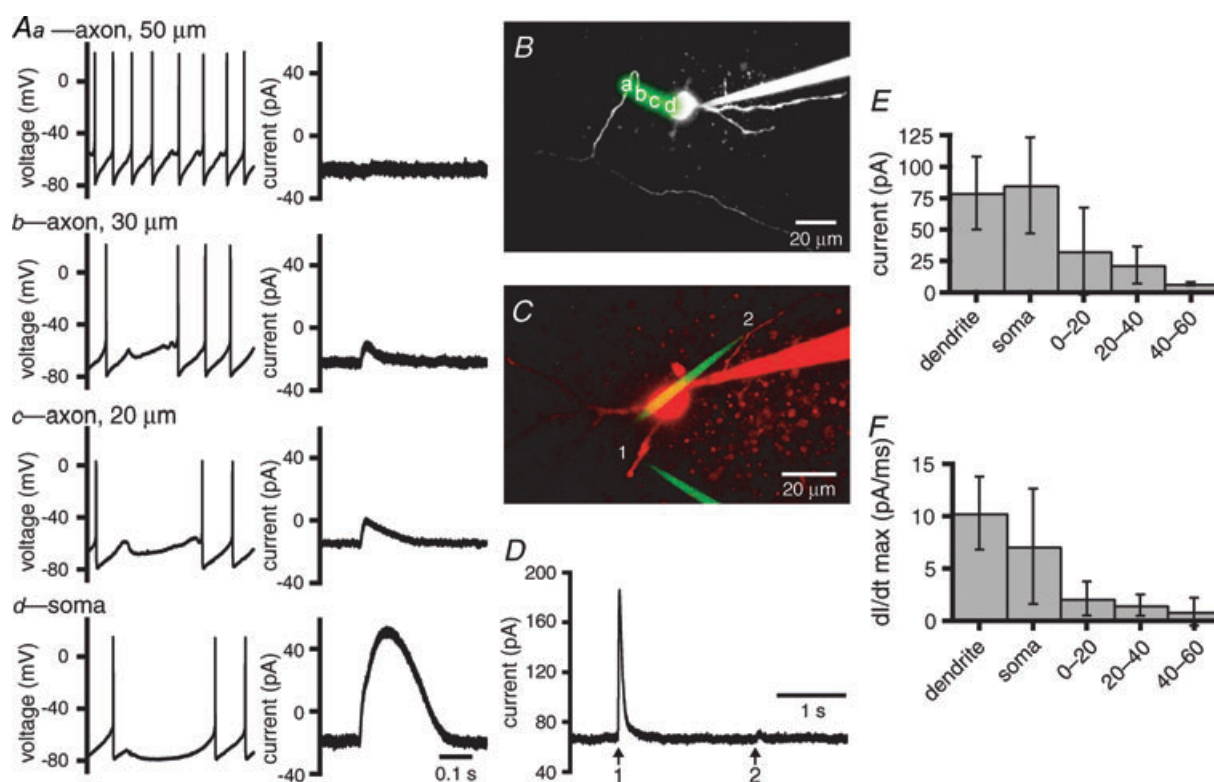 Aa —axon, 50 μm
voltage (mV)
0
-40
-80
current (pA)
40
0
-40
b—axon, 30 μm
voltage (mV)
0
-40
-80
current (pA)
40
0
-40
c—axon, 20 μm
voltage (mV)
0
-40
-80
current (pA)
40
0
-40
d—soma
voltage (mV)
0
-40
-80
current (pA)
40
0
-40
0.1 s
B
a
b
c
d
20 μm
C
1
2
20 μm
D
current (pA)
200
160
120
80
40
1 s
1
2
E
current (pA)
125
100
75
50
25
0
dendrite
soma
0–20
20–40
40–60
F
dI/dt max (pA/ms)
15
10
5
0
dendrite
soma
0–20
20–40
40–60